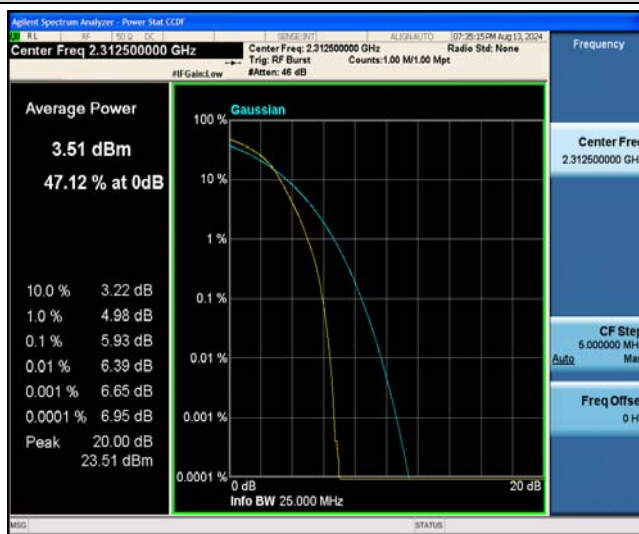 Agilent Spectrum Analyzer - Power Stat CCDF
RL RF 50 Ω DC SENSE:INT ALIGN AUTO 07:35:15 PM Aug 13, 2024
Center Freq 2.312500000 GHz
Center Freq: 2.312500000 GHz Radio Std: None
Trig: RF Burst Counts:1.00 M/1.00 Mpt
#IFGain:Low #Atten: 46 dB
Frequency
Average Power
3.51 dBm
47.12 % at 0dB
10.0 % 3.22 dB
1.0 % 4.98 dB
0.1 % 5.93 dB
0.01 % 6.39 dB
0.001 % 6.65 dB
0.0001 % 6.95 dB
Peak 20.00 dB
23.51 dBm
Gaussian
100 %
10 %
1 %
0.1 %
0.01 %
0.001 %
0.0001 %
0 dB 20 dB
Info BW 25.000 MHz
Center Fre
2.312500000 GH
CF Step
5.000000 MH
Auto Ma
Freq Offse
0 H
MSG STATUS